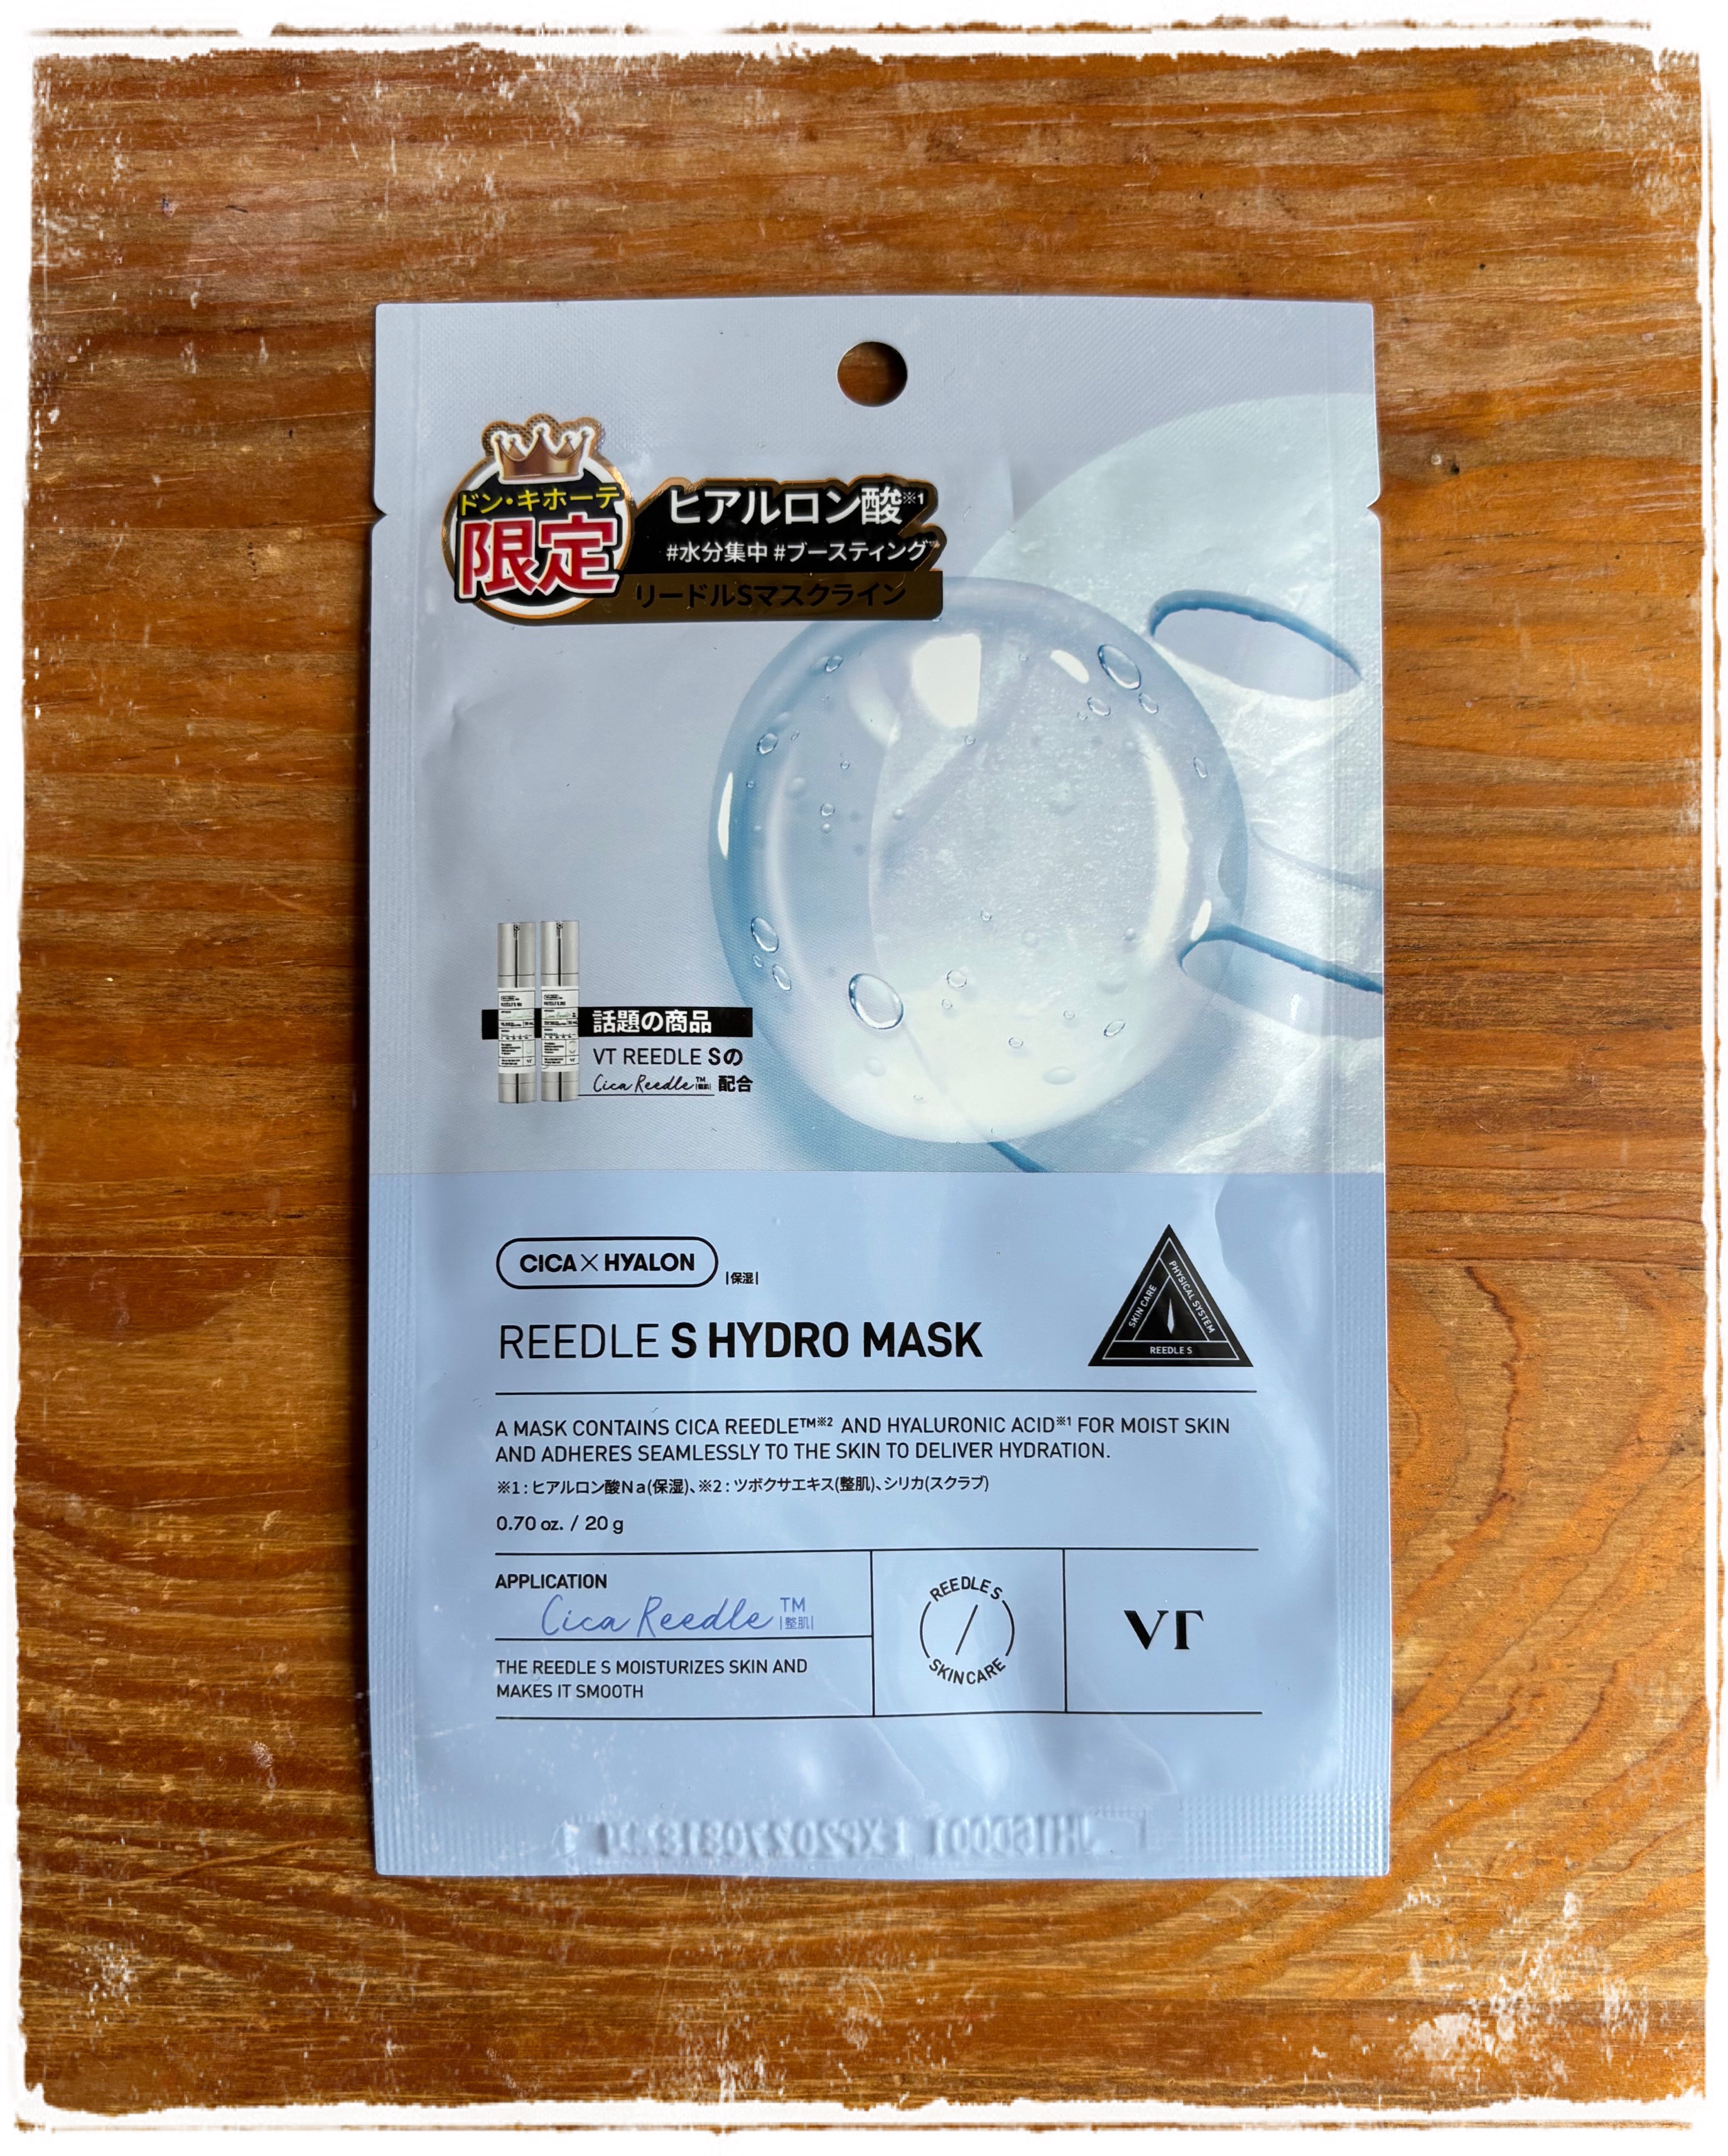 ドン・キホーテ
限定
ヒアルロン酸※1
#水分集中 #ブースティング
リードルSマスクライン
話題の商品
VT REEDLE Sの
Cica Reedle™ |整肌| 配合
CICA×HYALON |保湿|
REEDLE S HYDRO MASK
SKIN CARE
PHYSICAL SYSTEM
REEDLE S
A MASK CONTAINS CICA REEDLE™※2 AND HYALURONIC ACID※1 FOR MOIST SKIN
AND ADHERES SEAMLESSLY TO THE SKIN TO DELIVER HYDRATION.
※1 : ヒアルロン酸Na(保湿)、※2 : ツボクサエキス(整肌)、シリカ(スクラブ)
0.70 oz. / 20 g
APPLICATION
Cica Reedle™ |整肌|
THE REEDLE S MOISTURIZES SKIN AND
MAKES IT SMOOTH
REEDLE S
SKIN CARE
VT